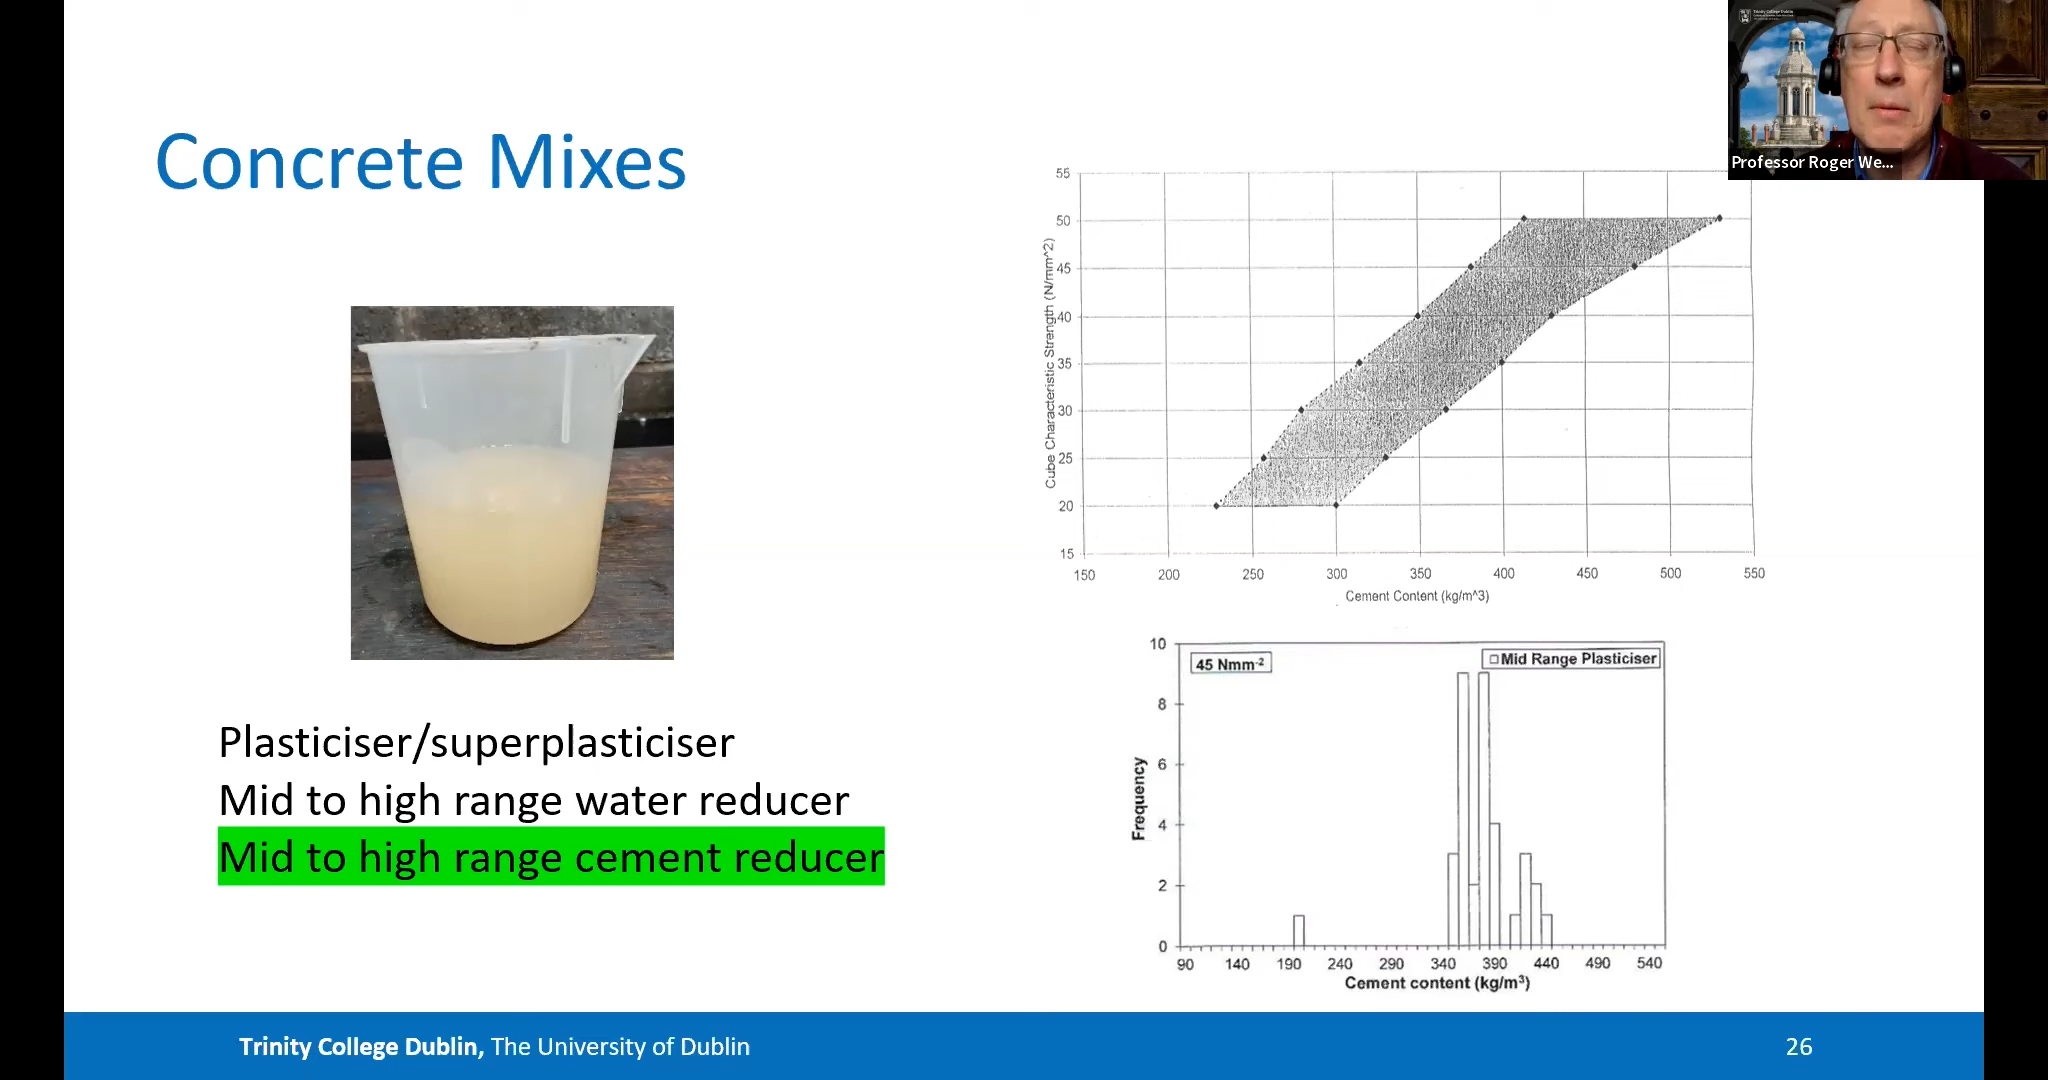 Concrete Mixes
Plasticiser/superplasticiser
Mid to high range water reducer
Mid to high range cement reducer
Professor Roger We...
Cube Characteristic Strength (N/mm^2)
55
50
45
40
35
30
25
20
15
150 200 250 300 350 400 450 500 550
Cement Content (kg/m^3)
45 Nmm-2
Mid Range Plasticiser
Frequency
10
8
6
4
2
0
90 140 190 240 290 340 390 440 490 540
Cement content (kg/m³)
Trinity College Dublin, The University of Dublin
26